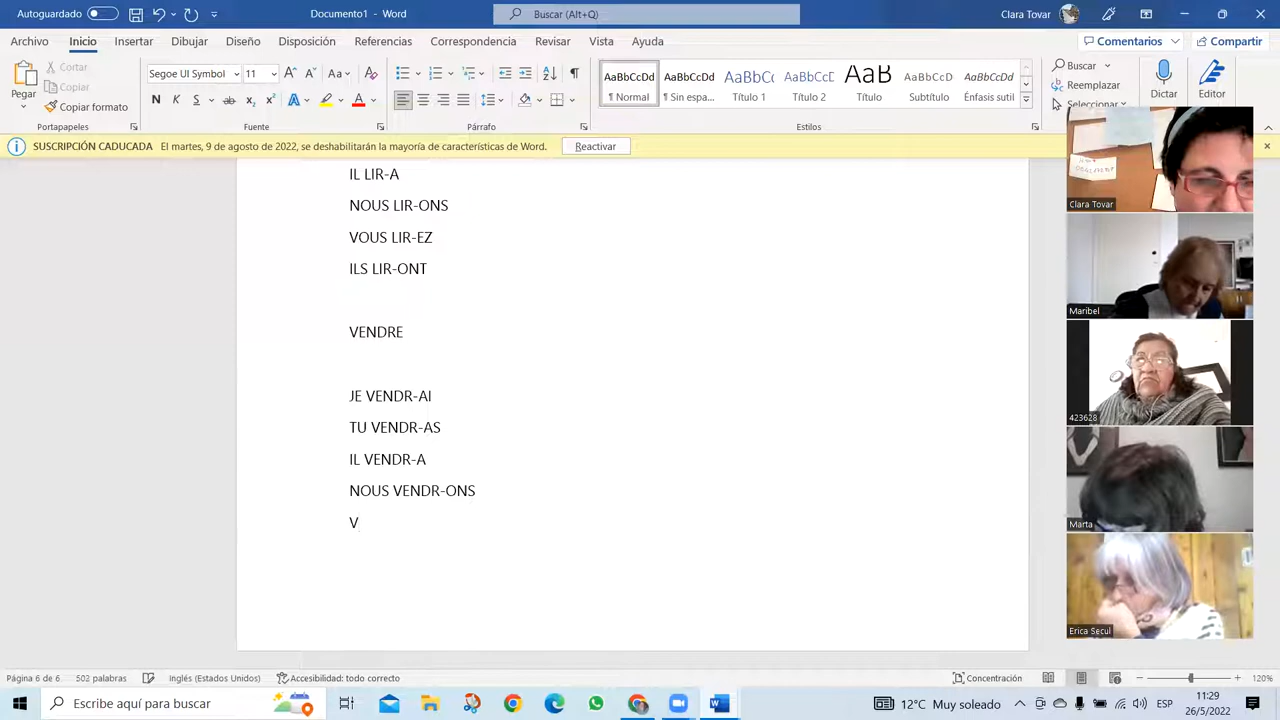 Autoguardado
Documento1
Buscar (Alt+Q)
Clara Tovar
Archivo Inicio Insertar Dibujar Diseño Disposición Referencias Correspondencia Revisar Vista Ayuda
Comentarios
Compartir
Pegar
Cortar
Copiar
Copiar formato
Portapapeles
Segoe UI Symbol 11
N K S ab x₂ x²
Fuente
Párrafo
AaBbCcDd AaBbCcDd AaBbCc AaBbCcE AaB AaBbCcD AaBbCcDd
¶ Normal ¶ Sin espa... Título 1 Título 2 Título Subtítulo Énfasis sutil
Estilos
Buscar
Reemplazar
Seleccionar
Dictar
Editor
SUSCRIPCIÓN CADUCADA El martes, 9 de agosto de 2022, se deshabilitarán la mayoría de características de Word. Reactivar
IL LIR-A
NOUS LIR-ONS
VOUS LIR-EZ
ILS LIR-ONT
VENDRE
JE VENDR-AI
TU VENDR-AS
IL VENDR-A
NOUS VENDR-ONS
V
Clara Tovar
Maribel
423628
Marta
Erica Secul
Página 6 de 6 502 palabras Inglés (Estados Unidos) Accesibilidad: todo correcto Concentración 120%
Escribe aquí para buscar
12°C Muy soleado
ESP
11:29
26/5/2022